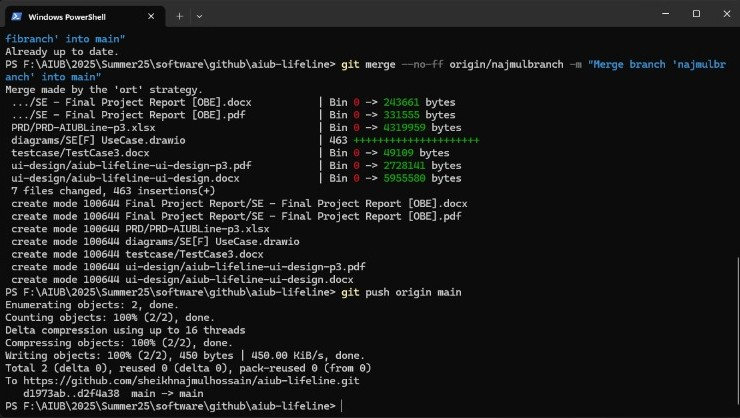 Windows PowerShell
fibranch' into main"
Already up to date.
PS F:\AIUB\2025\Summer25\software\github\aiub-lifeline> git merge --no-ff origin/najmulbranch -m "Merge branch 'najmulbr
anch' into main"
Merge made by the 'ort' strategy.
.../SE - Final Project Report [OBE].docx | Bin 0 -> 243661 bytes
.../SE - Final Project Report [OBE].pdf | Bin 0 -> 331555 bytes
PRD/PRD-AIUBLine-p3.xlsx | Bin 0 -> 4319959 bytes
diagrams/SE[F] UseCase.drawio | 463 +++++++++++++++++++++
testcase/TestCase3.docx | Bin 0 -> 49109 bytes
ui-design/aiub-lifeline-ui-design-p3.pdf | Bin 0 -> 2728141 bytes
ui-design/aiub-lifeline-ui-design.docx | Bin 0 -> 5955580 bytes
7 files changed, 463 insertions(+)
create mode 100644 Final Project Report/SE - Final Project Report [OBE].docx
create mode 100644 Final Project Report/SE - Final Project Report [OBE].pdf
create mode 100644 PRD/PRD-AIUBLine-p3.xlsx
create mode 100644 diagrams/SE[F] UseCase.drawio
create mode 100644 testcase/TestCase3.docx
create mode 100644 ui-design/aiub-lifeline-ui-design-p3.pdf
create mode 100644 ui-design/aiub-lifeline-ui-design.docx
PS F:\AIUB\2025\Summer25\software\github\aiub-lifeline> git push origin main
Enumerating objects: 2, done.
Counting objects: 100% (2/2), done.
Delta compression using up to 16 threads
Compressing objects: 100% (2/2), done.
Writing objects: 100% (2/2), 450 bytes | 450.00 KiB/s, done.
Total 2 (delta 0), reused 0 (delta 0), pack-reused 0 (from 0)
To https://github.com/sheikhnajmulhossain/aiub-lifeline.git
d1973ab..d2f4a38 main -> main
PS F:\AIUB\2025\Summer25\software\github\aiub-lifeline>